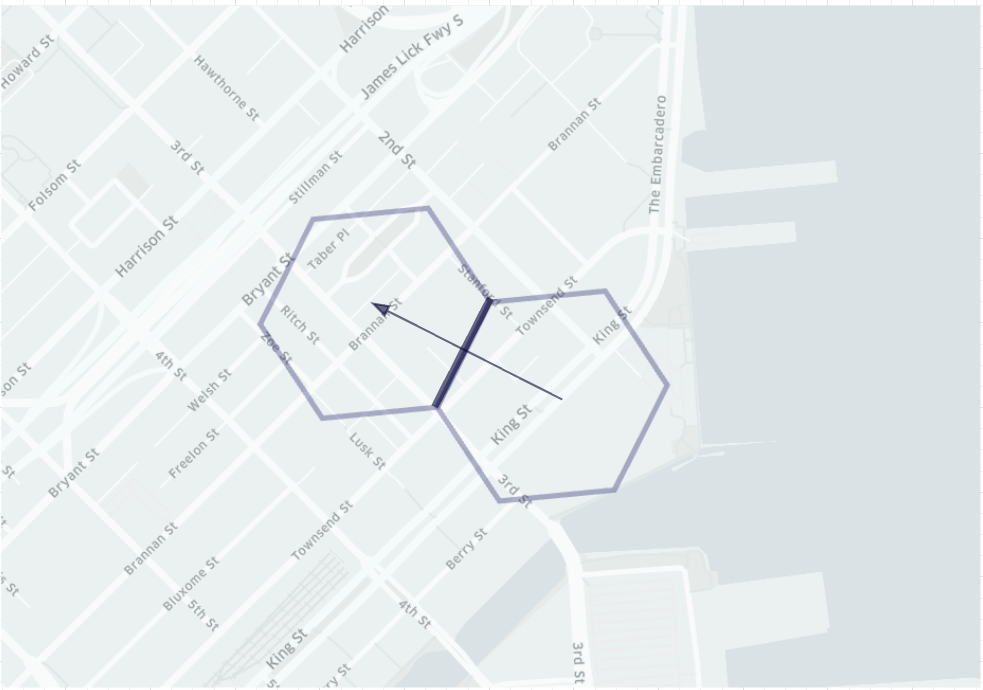 Harrison
James Lick Fwy S
Howard St
Hawthorne St
Brannan St
The Embarcadero
3rd St
2nd St
Stillman St
Folsom St
Harrison St
Taber Pl
Bryant St
Stanford St
Townsend St
King St
Ritch St
Brannan St
Zoe St
4th St
son St
Welsh St
King St
Freelon St
Lusk St
Bryant St
3rd St
St
Townsend St
Brannan St
Berry St
Bluxome St
5th St
4th St
s St
King St
3rd St
ry St
St